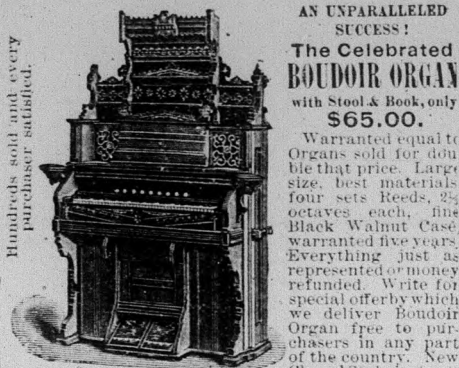 Hundreds sold and every
purchaser satisfied.
AN UNPARALLELED
SUCCESS!
The Celebrated
BOUDOIR ORGAN
with Stool & Book, only
$65.00.
Warranted equal to
Organs sold for dou
ble that price. Large
size, best materials
four sets Reeds, 2½
octaves each, fine
Black Walnut Case,
warranted five years.
Everything just as
represented or money
refunded. Write for
special offer by which
we deliver Boudoir
Organ free to pur-
chasers in any part
of the country. New